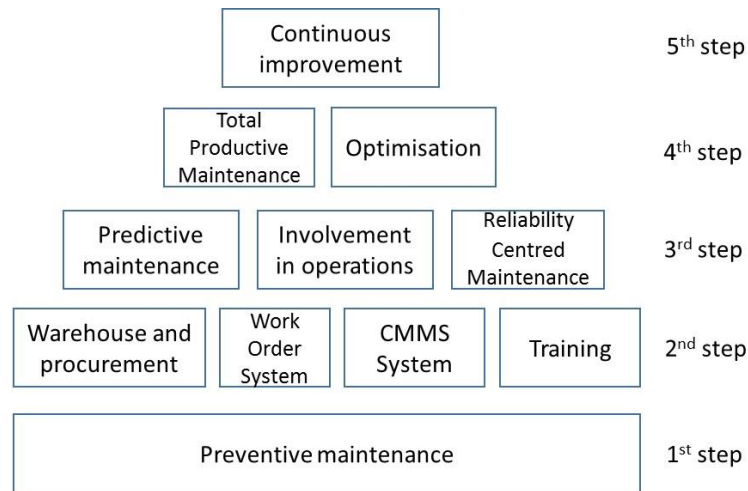 Continuous
improvement
5th step
Total
Productive
Maintenance
Optimisation
4th step
Predictive
maintenance
Involvement
in operations
Reliability
Centred
Maintenance
3rd step
Warehouse and
procurement
Work
Order
System
CMMS
System
Training
2nd step
Preventive maintenance
1st step